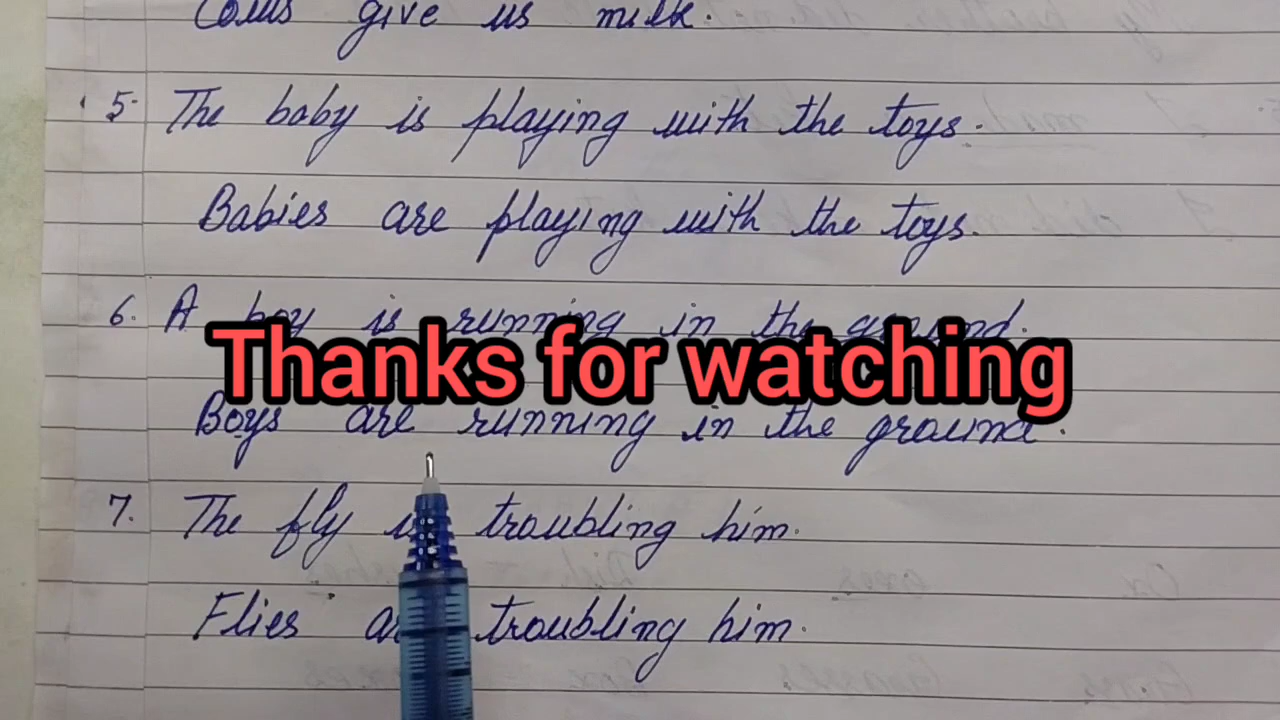 Cows give us milk.
5. The baby is playing with the toys.
Babies are playing with the toys.
6. A boy is running in the ground.
Thanks for watching
Boys are running in the ground.
7. The fly is troubling him.
Flies are troubling him.